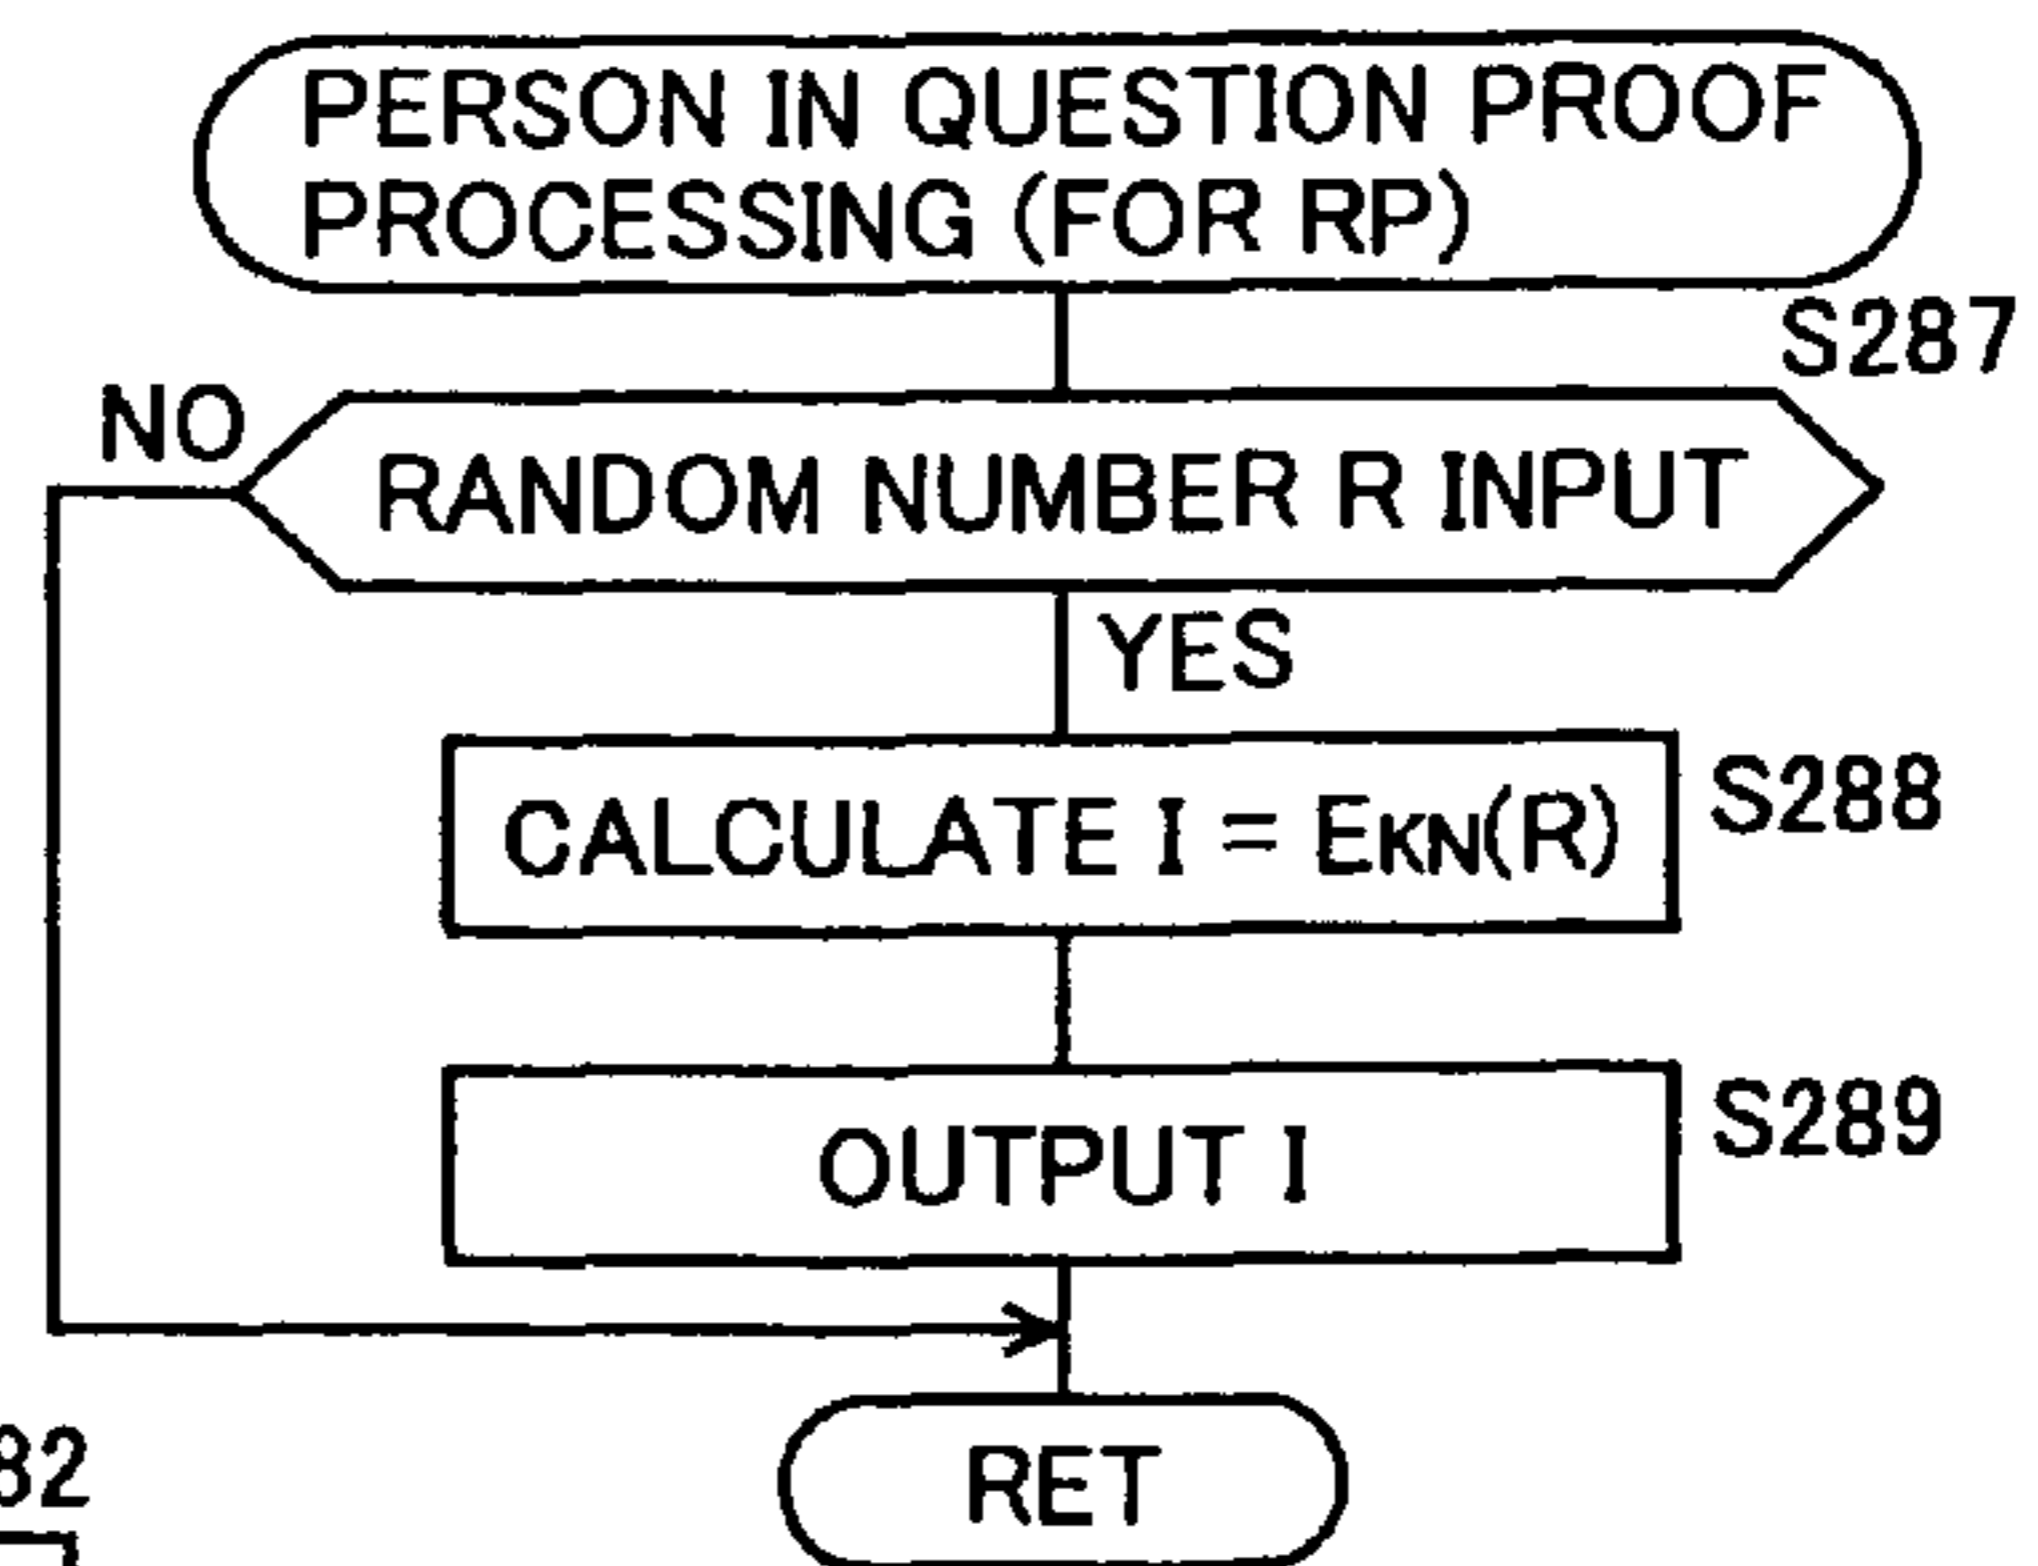 PERSON IN QUESTION PROOF
PROCESSING (FOR RP)
S287
NO
RANDOM NUMBER R INPUT
YES
CALCULATE I = EKN(R)
S288
OUTPUT I
S289
RET
82